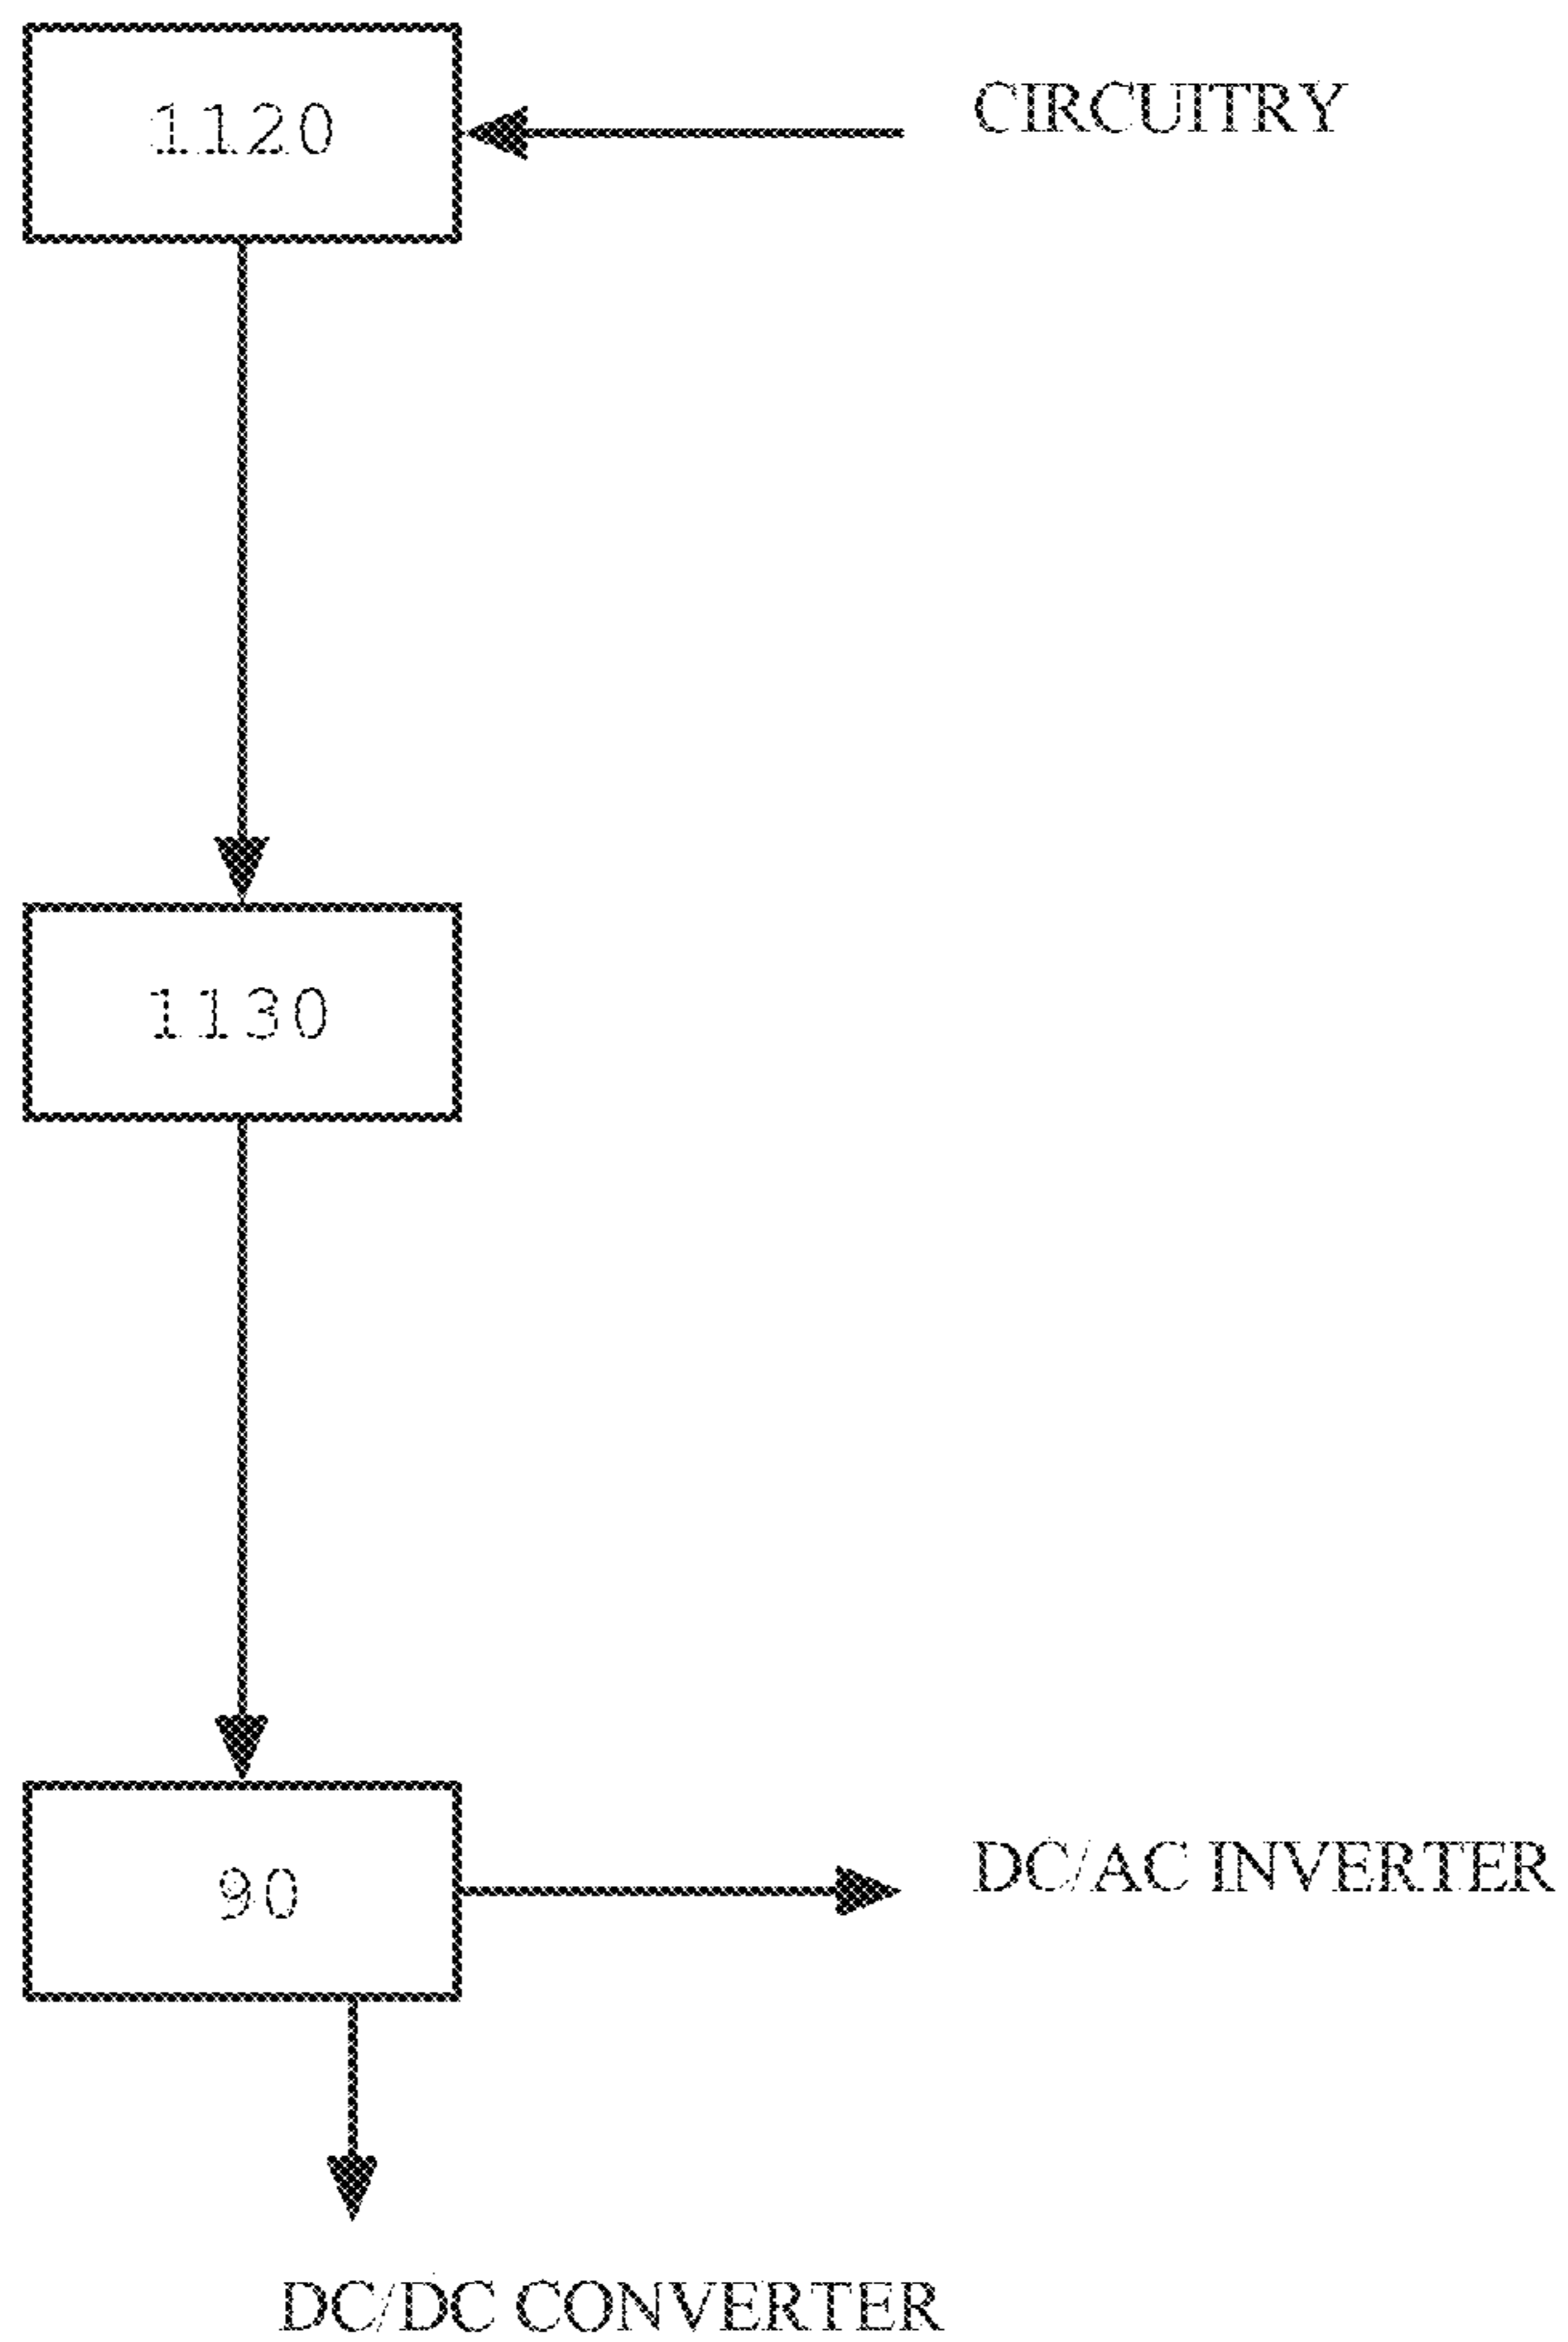 1120
CIRCUITRY
1130
90
DC/AC INVERTER
DC/DC CONVERTER